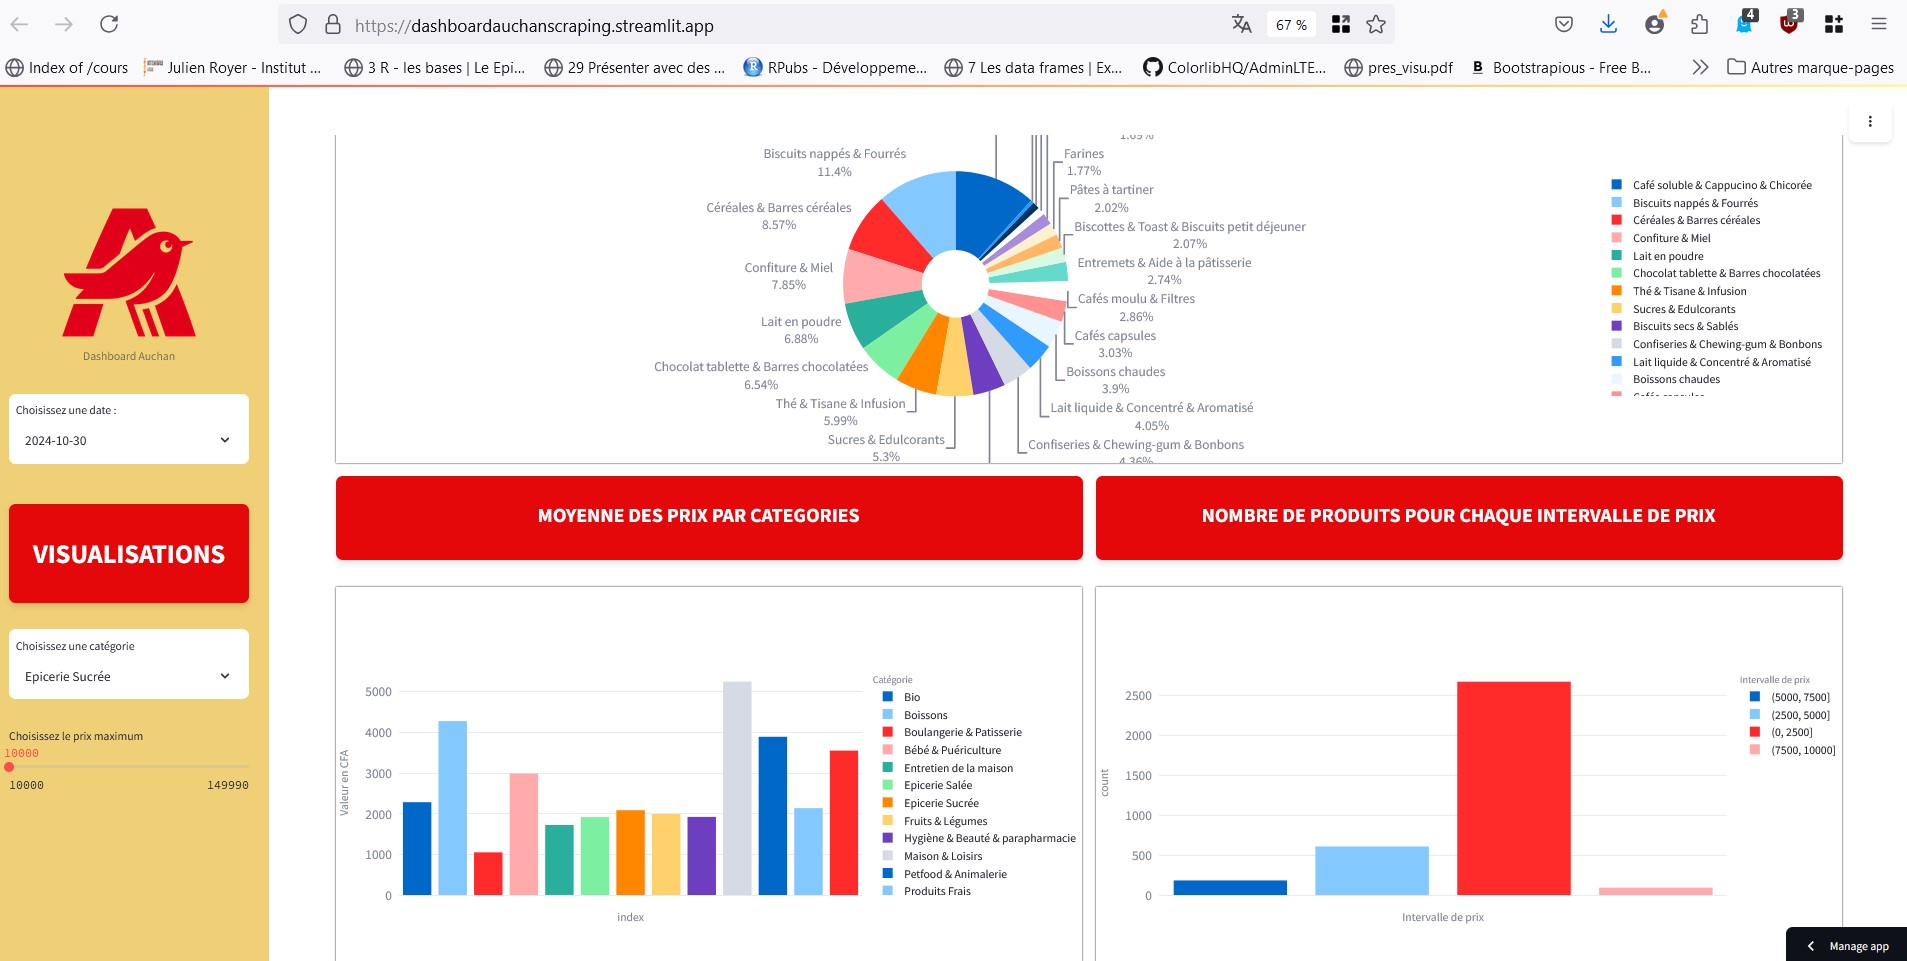 https://dashboardauchanscraping.streamlit.app
67 %
4
3
Index of /cours
Julien Royer - Institut ...
3 R - les bases | Le Epi...
29 Présenter avec des ...
RPubs - Développeme...
7 Les data frames | Ex...
ColorlibHQ/AdminLTE...
pres_visu.pdf
B
Bootstrapious - Free B...
Autres marque-pages
Dashboard Auchan
Choisissez une date :
2024-10-30
VISUALISATIONS
Choisissez une catégorie
Epicerie Sucrée
Choisissez le prix maximum
10000
10000
149990
1.69%
Biscuits nappés & Fourrés
11.4%
Céréales & Barres céréales
8.57%
Confiture & Miel
7.85%
Lait en poudre
6.88%
Chocolat tablette & Barres chocolatées
6.54%
Thé & Tisane & Infusion
5.99%
Sucres & Edulcorants
5.3%
Farines
1.77%
Pâtes à tartiner
2.02%
Biscottes & Toast & Biscuits petit déjeuner
2.07%
Entremets & Aide à la pâtisserie
2.74%
Cafés moulu & Filtres
2.86%
Cafés capsules
3.03%
Boissons chaudes
3.9%
Lait liquide & Concentré & Aromatisé
4.05%
Confiseries & Chewing-gum & Bonbons
4.36%
Café soluble & Cappucino & Chicorée
Biscuits nappés & Fourrés
Céréales & Barres céréales
Confiture & Miel
Lait en poudre
Chocolat tablette & Barres chocolatées
Thé & Tisane & Infusion
Sucres & Edulcorants
Biscuits secs & Sablés
Confiseries & Chewing-gum & Bonbons
Lait liquide & Concentré & Aromatisé
Boissons chaudes
Cafés capsules
MOYENNE DES PRIX PAR CATEGORIES
NOMBRE DE PRODUITS POUR CHAQUE INTERVALLE DE PRIX
Valeur en CFA
5000
4000
3000
2000
1000
0
index
Catégorie
Bio
Boissons
Boulangerie & Patisserie
Bébé & Puériculture
Entretien de la maison
Epicerie Salée
Epicerie Sucrée
Fruits & Légumes
Hygiène & Beauté & parapharmacie
Maison & Loisirs
Petfood & Animalerie
Produits Frais
count
2500
2000
1500
1000
500
0
Intervalle de prix
Intervalle de prix
(5000, 7500]
(2500, 5000]
(0, 2500]
(7500, 10000]
Manage app